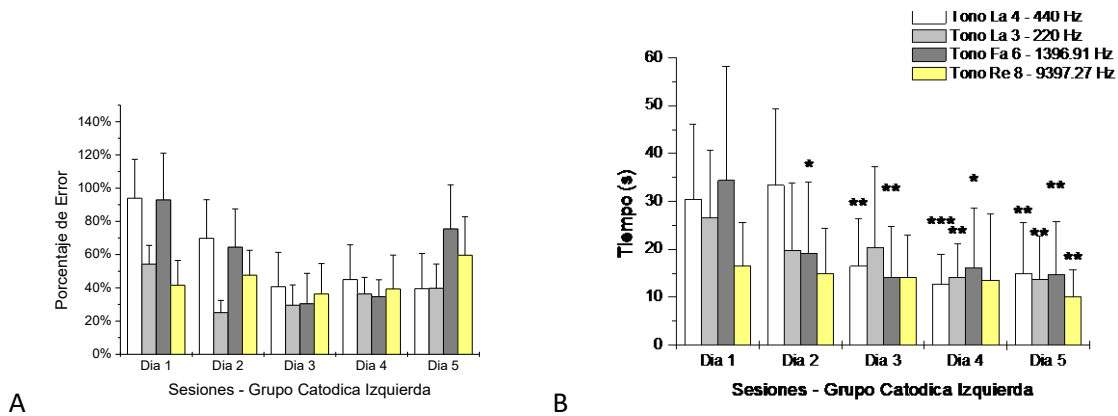 140%
120%
100%
80%
60%
40%
20%
0%
Porcentaje de Error
Dia 1 Dia 2 Dia 3 Dia 4 Dia 5
Sesiones - Grupo Catodica Izquierda
A
Tono La 4 - 440 Hz
Tono La 3 - 220 Hz
Tono Fa 6 - 1396.91 Hz
Tono Re 8 - 9397.27 Hz
60
50
40
30
20
10
0
Tiempo (s)
*
** **
*** ** *
** ** ** **
Dia 1 Dia 2 Dia 3 Dia 4 Dia 5
Sesiones - Grupo Catodica Izquierda
B